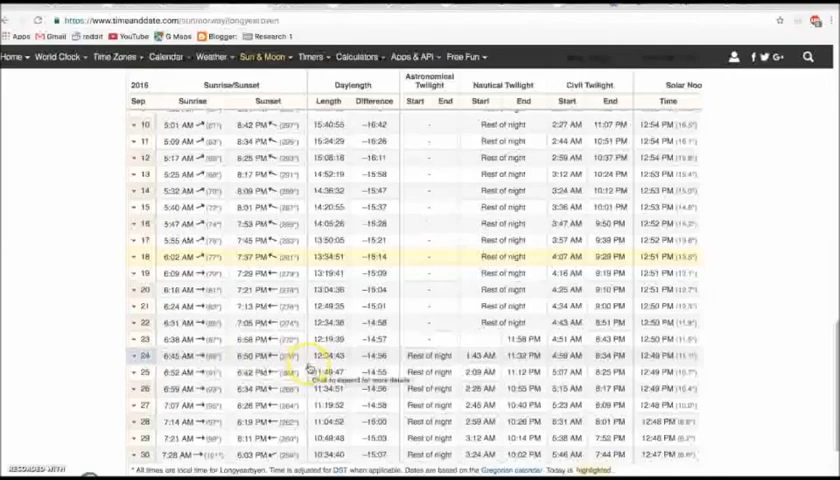 https://www.timeanddate.com/sun/norway/longyearbyen
Apps Gmail reddit YouTube G Maps Blogger: Research 1
Home World Clock Time Zones Calendar Weather Sun & Moon Timers Calculators Apps & API Free Fun
2016 Sunrise/Sunset Daylength Astronomical Twilight Nautical Twilight Civil Twilight Solar Noo
Sep Sunrise Sunset Length Difference Start End Start End Start End Time
10 5:01 AM 8:42 PM 15:40:55 −16:42 - Rest of night 2:27 AM 11:07 PM 12:54 PM
11 5:09 AM 8:34 PM 15:24:29 −16:26 - Rest of night 2:44 AM 10:51 PM 12:54 PM
12 5:17 AM 8:25 PM 15:08:18 −16:11 - Rest of night 2:59 AM 10:37 PM 12:54 PM
13 5:25 AM 8:17 PM 14:52:19 −15:58 - Rest of night 3:12 AM 10:24 PM 12:53 PM
14 5:32 AM 8:09 PM 14:36:32 −15:47 - Rest of night 3:24 AM 10:12 PM 12:53 PM
15 5:40 AM 8:01 PM 14:20:55 −15:37 - Rest of night 3:36 AM 10:01 PM 12:53 PM
16 5:47 AM 7:53 PM 14:05:26 −15:28 - Rest of night 3:47 AM 9:50 PM 12:52 PM
17 5:55 AM 7:45 PM 13:50:05 −15:21 - Rest of night 3:57 AM 9:39 PM 12:52 PM
18 6:02 AM 7:37 PM 13:34:51 −15:14 - Rest of night 4:07 AM 9:29 PM 12:51 PM
19 6:09 AM 7:29 PM 13:19:41 −15:09 - Rest of night 4:16 AM 9:19 PM 12:51 PM
20 6:16 AM 7:21 PM 13:04:36 −15:04 - Rest of night 4:25 AM 9:10 PM 12:51 PM
21 6:24 AM 7:13 PM 12:49:35 −15:01 - Rest of night 4:34 AM 9:00 PM 12:50 PM
22 6:31 AM 7:05 PM 12:34:36 −14:58 - Rest of night 4:43 AM 8:51 PM 12:50 PM
23 6:38 AM 6:58 PM 12:19:39 −14:57 - 11:58 PM 4:51 AM 8:43 PM 12:50 PM
24 6:45 AM 6:50 PM 12:04:43 −14:56 Rest of night 1:43 AM 11:32 PM 4:59 AM 8:34 PM 12:49 PM
25 6:52 AM 6:42 PM 11:49:47 −14:55 Rest of night 2:09 AM 11:12 PM 5:07 AM 8:25 PM 12:49 PM
Click to expand for more details
26 6:59 AM 6:34 PM 11:34:51 −14:56 Rest of night 2:28 AM 10:55 PM 5:15 AM 8:17 PM 12:49 PM
27 7:07 AM 6:26 PM 11:19:52 −14:58 Rest of night 2:45 AM 10:40 PM 5:23 AM 8:09 PM 12:48 PM
28 7:14 AM 6:19 PM 11:04:52 −15:00 Rest of night 2:59 AM 10:26 PM 5:31 AM 8:01 PM 12:48 PM
29 7:21 AM 6:11 PM 10:49:48 −15:03 Rest of night 3:12 AM 10:14 PM 5:38 AM 7:52 PM 12:48 PM
30 7:28 AM 6:03 PM 10:34:40 −15:07 Rest of night 3:24 AM 10:02 PM 5:46 AM 7:44 PM 12:47 PM
* All times are local time for Longyearbyen. Time is adjusted for DST when applicable. Dates are based on the Gregorian calendar. Today is highlighted.
RECORDED WITH